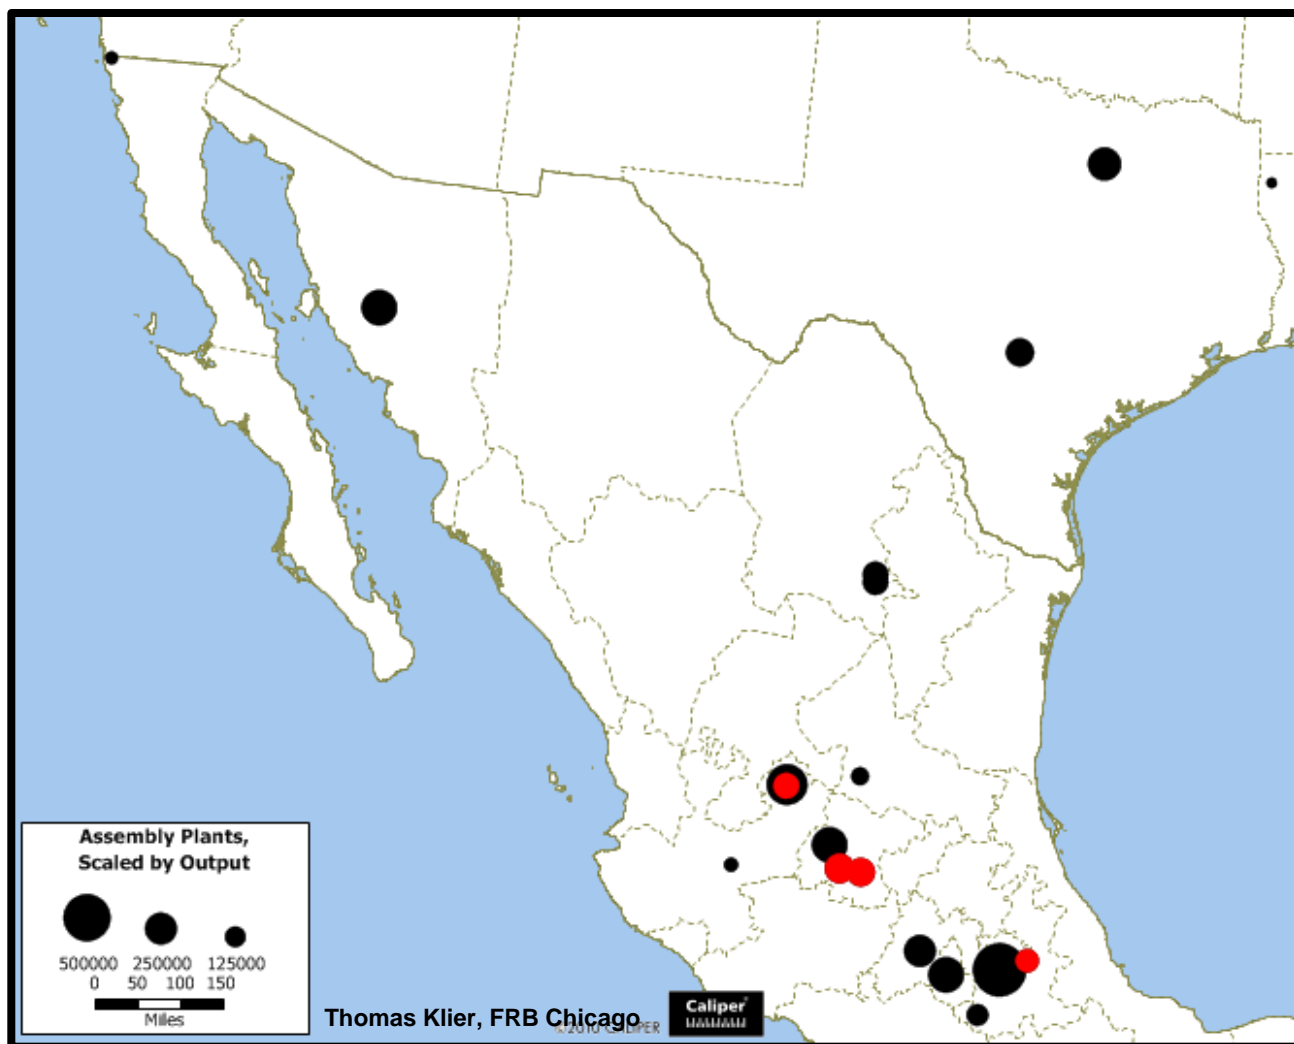 Assembly Plants,
Scaled by Output
500000 250000 125000
0 50 100 150
Miles
Thomas Klier, FRB Chicago
©2010 CALIPER
Caliper